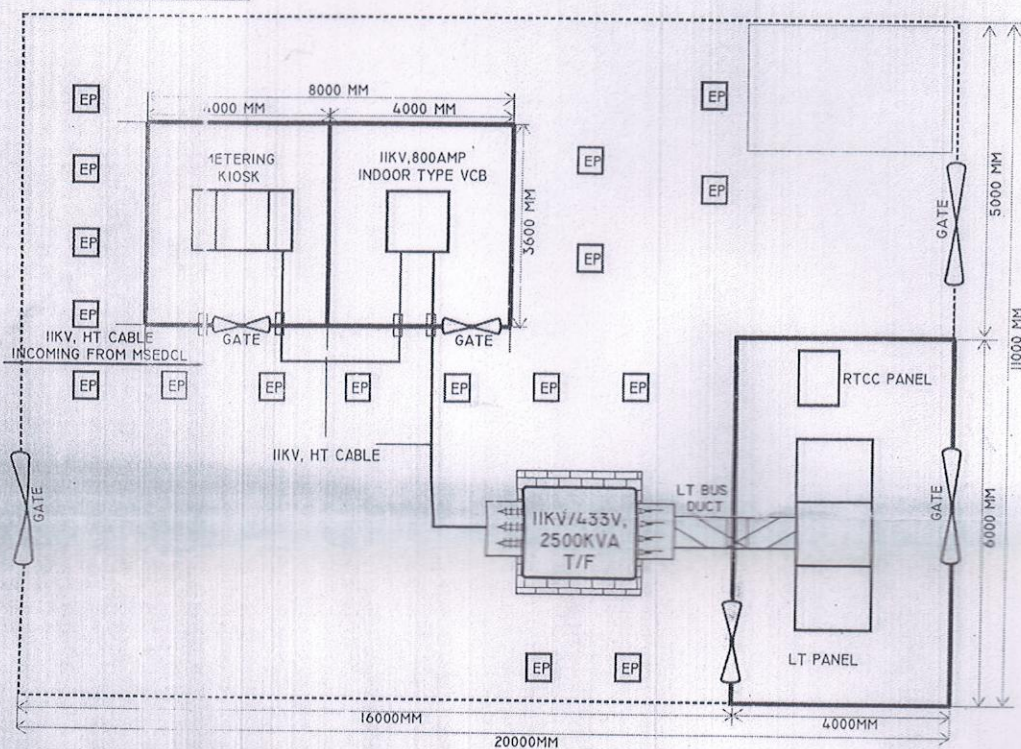 8000 MM
4000 MM
4000 MM
EP
EP
METERING
KIOSK
11KV,800AMP
INDOOR TYPE VCB
EP
EP
EP
3600 MM
5000 MM
11000 MM
GATE
EP
EP
EP
GATE
GATE
11KV, HT CABLE
INCOMING FROM MSEDCL
EP
EP
EP
EP
EP
EP
EP
RTCC PANEL
11KV, HT CABLE
GATE
LT BUS
DUCT
11KV/433V,
2500KVA
T/F
GATE
6000 MM
EP
EP
LT PANEL
16000MM
4000MM
20000MM